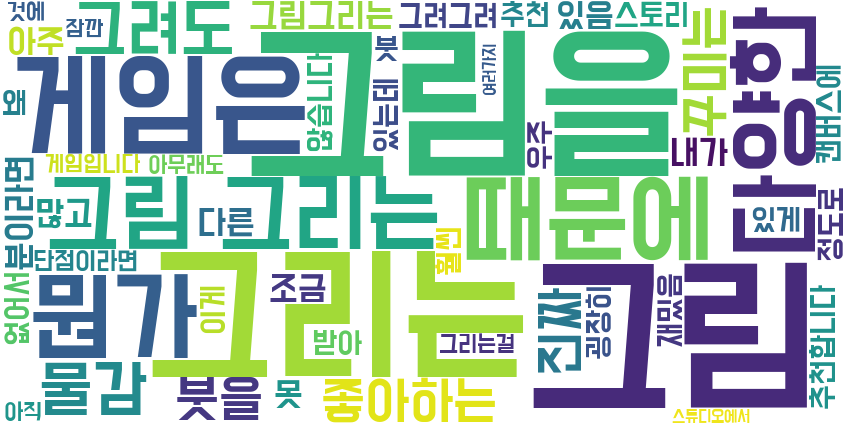 것에
잠깐
아주
그려도
그림그리는
그려그려
추천
있음
스토리
왜
게임은
않습니다
붓
있는데
여러가지
그림을
우주
꾸미는
내가
다양한
캔버스에
게임입니다
아무래도
분이라면
많고
그림 그리는
다른
때문에
있게
정도로
단점이라면
훨씬
없어서
뭔가
이게
그리는
조금
받아
그리는걸
진짜
굉장히
재밌음
그림
추천합니다
아직
물감
붓을
못
좋아하는
스튜디오에서